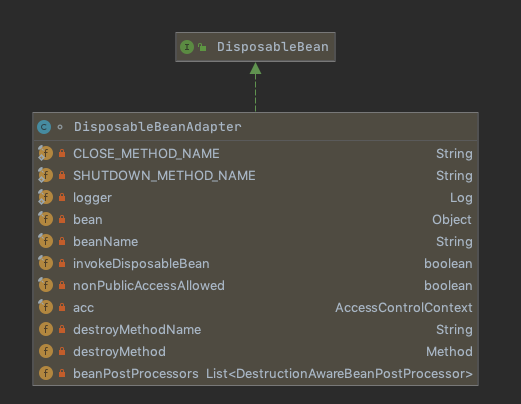 I DisposableBean
C DisposableBeanAdapter
f CLOSE_METHOD_NAME String
f SHUTDOWN_METHOD_NAME String
f logger Log
f bean Object
f beanName String
f invokeDisposableBean boolean
f nonPublicAccessAllowed boolean
f acc AccessControlContext
f destroyMethodName String
f destroyMethod Method
f beanPostProcessors List<DestructionAwareBeanPostProcessor>